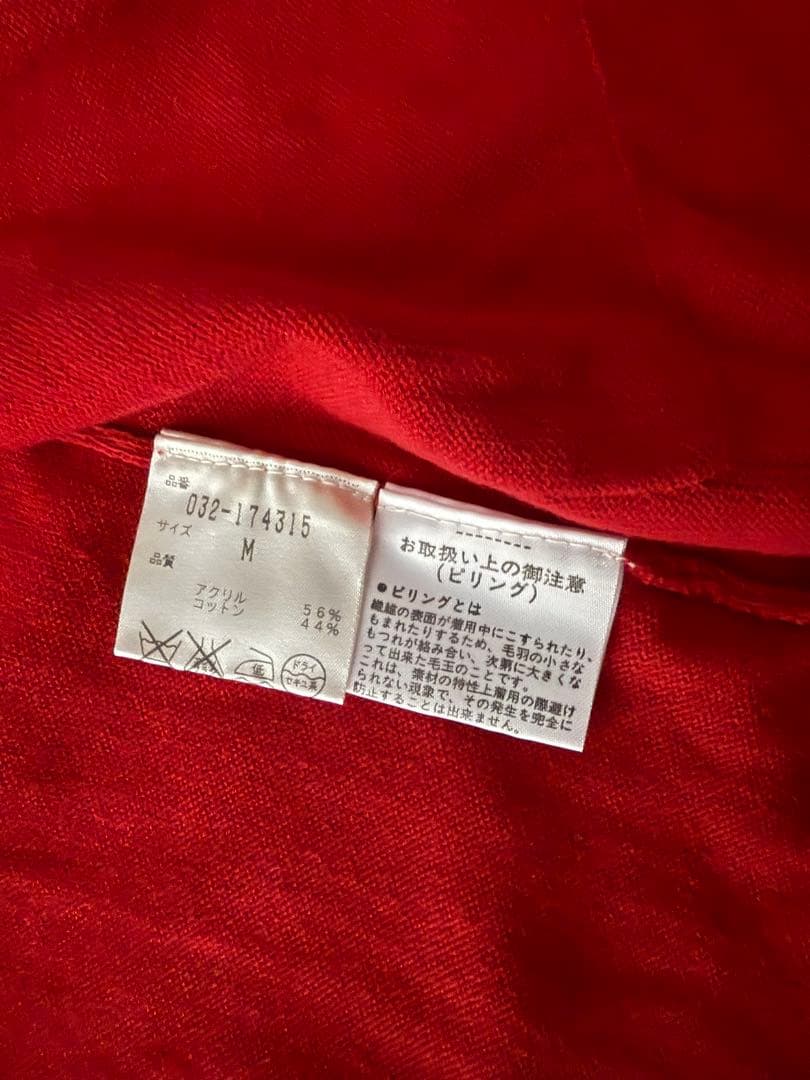 品番
032-174315
サイズ
M
品質
アクリル 56%
コットン 44%
低
ドライ
セキユ系
お取扱い上の御注意
(ピリング)
●ピリングとは
繊維の表面が着用中にこすられたり、
もまれたりするため、毛羽の小さな
もつれが絡み合い、次第に大きくな
って出来た毛玉のことです。
これは、素材の特性上着用の際避け
られない現象で、その発生を完全に
防止することは出来ません。